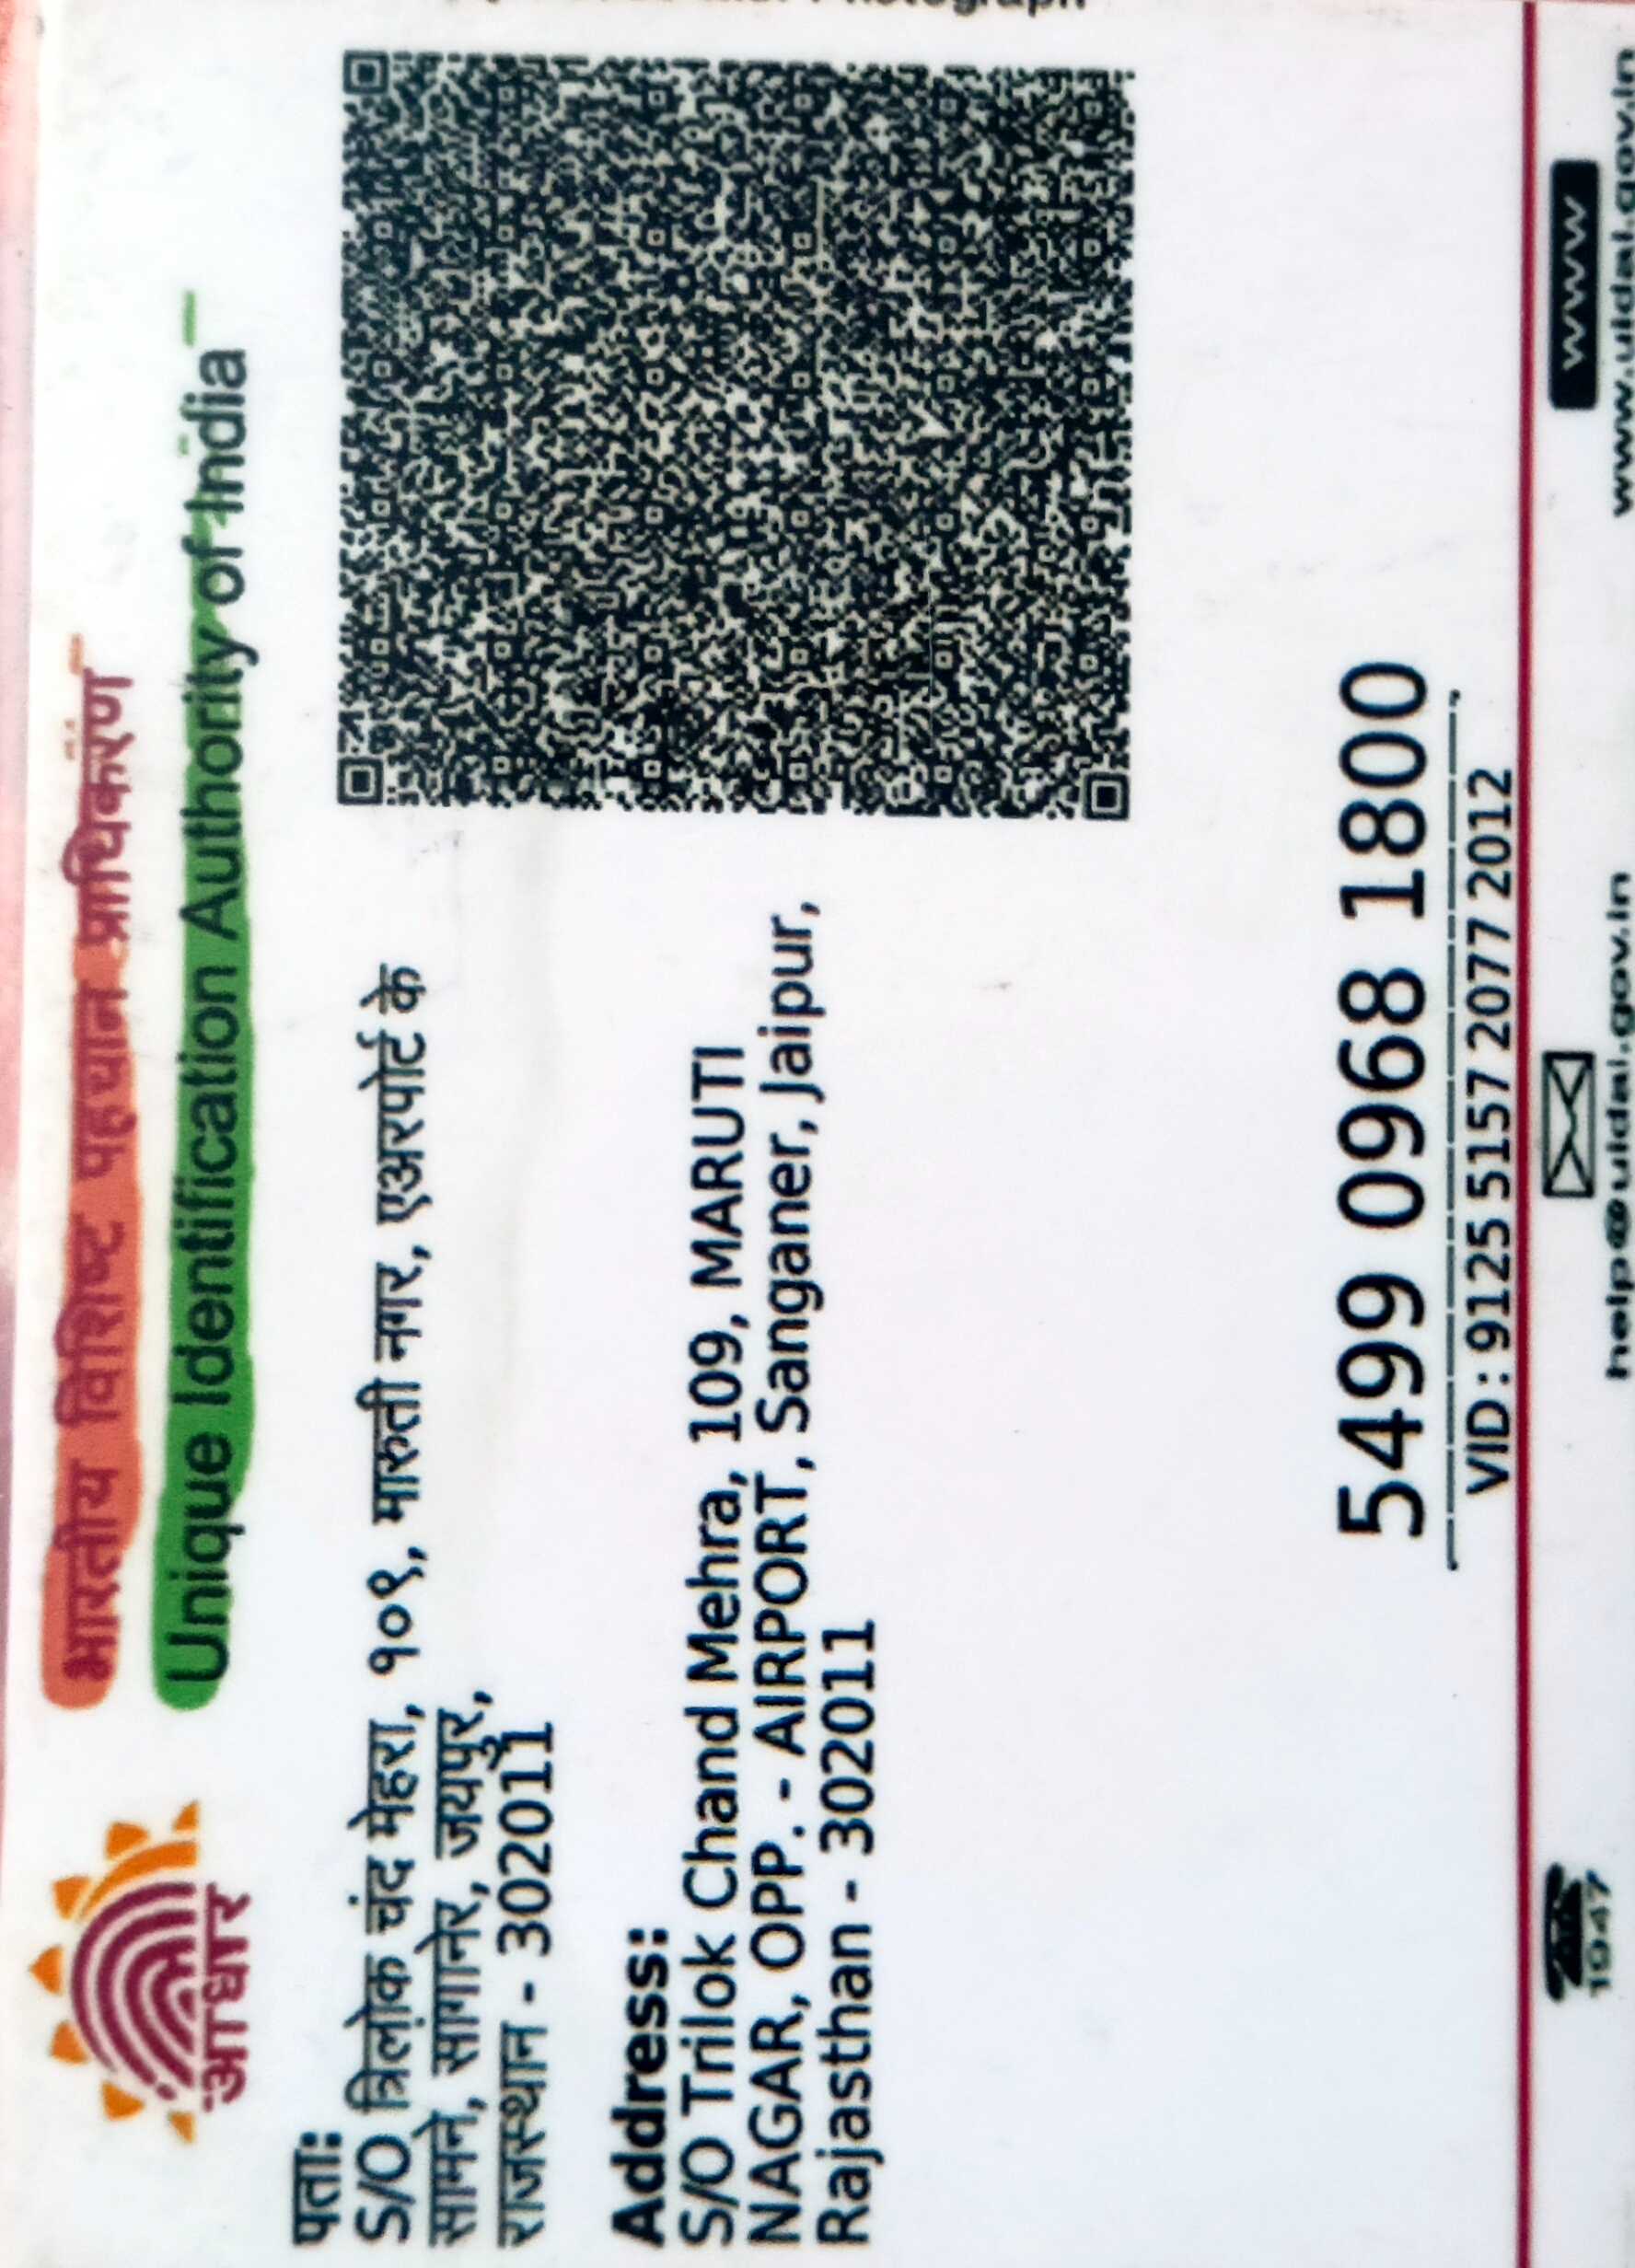 Photograph
भारतीय विशिष्ट पहचान प्राधिकरण
Unique Identification Authority of India
आधार
पता:
S/O त्रिलोक चंद मेहरा, १०९, मारुती नगर, एअरपोर्ट के
सामने, सांगानेर, जयपुर,
राजस्थान - 302011
Address:
S/O Trilok Chand Mehra, 109, MARUTI
NAGAR, OPP. - AIRPORT, Sanganer, Jaipur,
Rajasthan - 302011
5499 0968 1800
VID : 9125 5157 2077 2012
1947
help@uidai.gov.in
www
www.uidai.gov.in